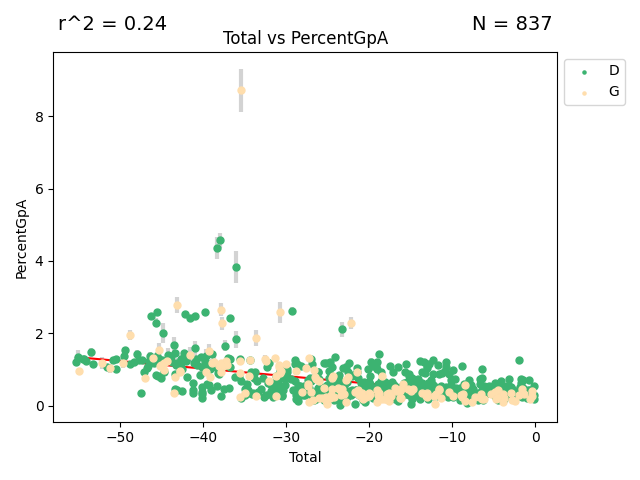 r^2 = 0.24
N = 837
Total vs PercentGpA
D
G
PercentGpA
8
6
4
2
0
−50
−40
−30
−20
−10
0
Total